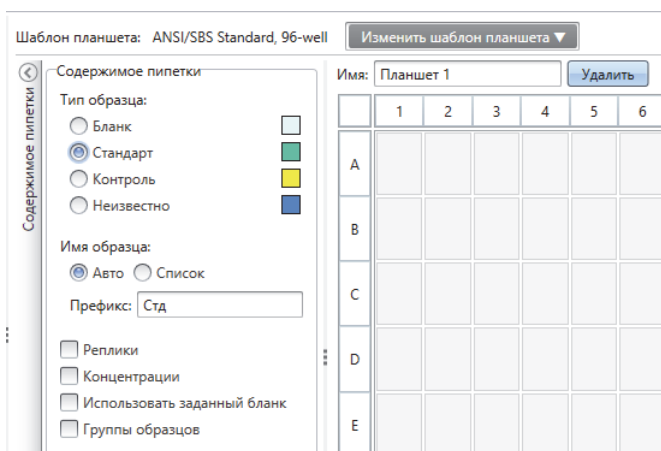 Шаблон планшета: ANSI/SBS Standard, 96-well Изменить шаблон планшета ▼
Содержимое пипетки
Содержимое пипетки
Имя: Планшет 1 Удалить
Тип образца:
1 2 3 4 5 6
Бланк
Стандарт
A
Контроль
Неизвестно
B
Имя образца:
Авто Список
C
Префикс: Стд
Реплики
D
Концентрации
Использовать заданный бланк
Группы образцов
E